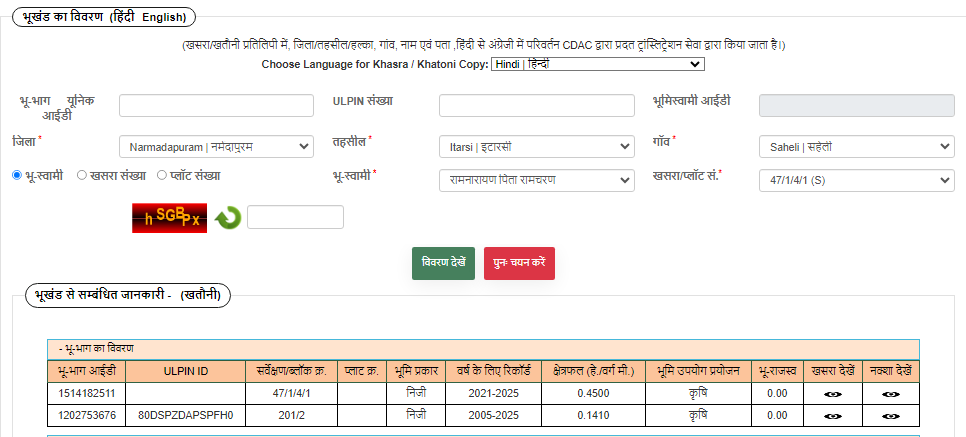 भूखंड का विवरण (हिंदी English)
(खसरा/खतौनी प्रतिलिपी में, जिला/तहसील/हल्का, गांव, नाम एवं पता ,हिंदी से अंग्रेजी में परिवर्तन CDAC द्वारा प्रदत ट्रांस्लिट्रेशन सेवा द्वारा किया जाता है।)
Choose Language for Kasra / Khatoni Copy: Hindi | हिन्दी
भू-भाग यूनिक आईडी ULPIN संख्या भूमिस्वामी आईडी
जिला * Narmadapuram | नर्मदापुरम तहसील * Itarsi | इटारसी गाँव * Saheli | सहेली
भू-स्वामी खसरा संख्या प्लॉट संख्या भू-स्वामी * रामनारायण पिता रामचरण खसरा/प्लॉट सं.* 47/1/4/1 (S)
hSGBPx
विवरण देखें पुनः चयन करें
भूखंड से सम्बंधित जानकारी - (खतौनी)
- भू-भाग का विवरण
भू-भाग आईडी ULPIN ID सर्वेक्षण/ब्लॉक क्र. प्लाट क्र. भूमि प्रकार वर्ष के लिए रिकॉर्ड क्षेत्रफल (हे./वर्ग मी.) भूमि उपयोग प्रयोजन भू-राजस्व खसरा देखें नक्शा देखें
1514182511 47/1/4/1 निजी 2021-2025 0.4500 कृषि 0.00
1202753676 80DSPZDAPSPFH0 201/2 निजी 2005-2025 0.1410 कृषि 0.00